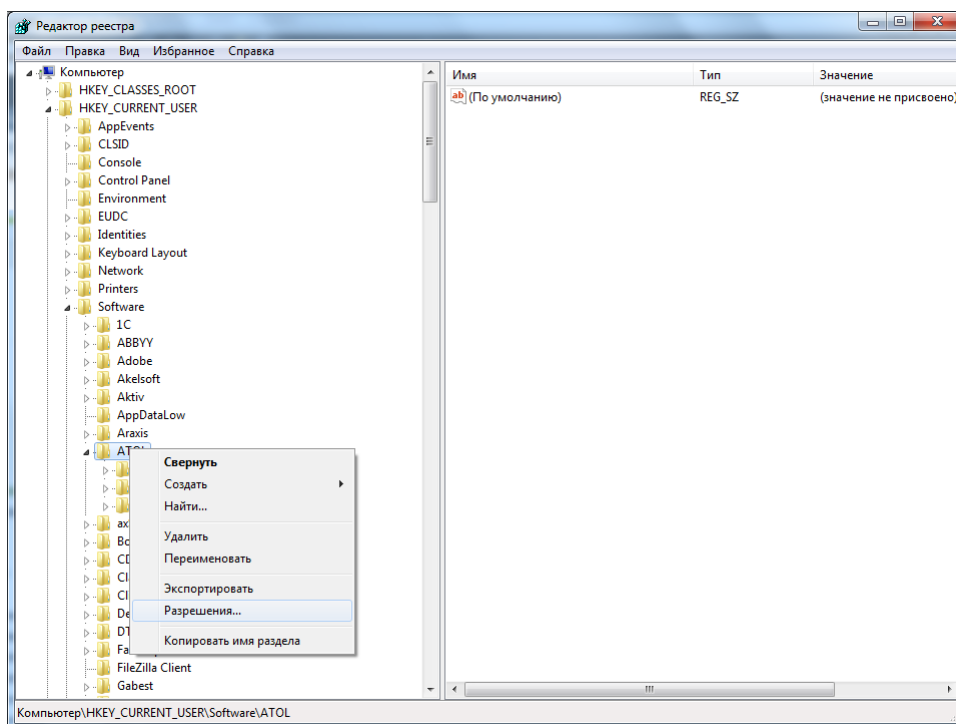 Редактор реестра
Файл Правка Вид Избранное Справка
Компьютер
HKEY_CLASSES_ROOT
HKEY_CURRENT_USER
AppEvents
CLSID
Console
Control Panel
Environment
EUDC
Identities
Keyboard Layout
Network
Printers
Software
1C
ABBYY
Adobe
Akelsoft
Aktiv
AppDataLow
Araxis
FileZilla Client
Gabest
Свернуть
Создать
Найти...
Удалить
Переименовать
Экспортировать
Разрешения...
Копировать имя раздела
Имя Тип Значение
ab (По умолчанию) REG_SZ (значение не присвоено)
Компьютер\HKEY_CURRENT_USER\Software\ATOL